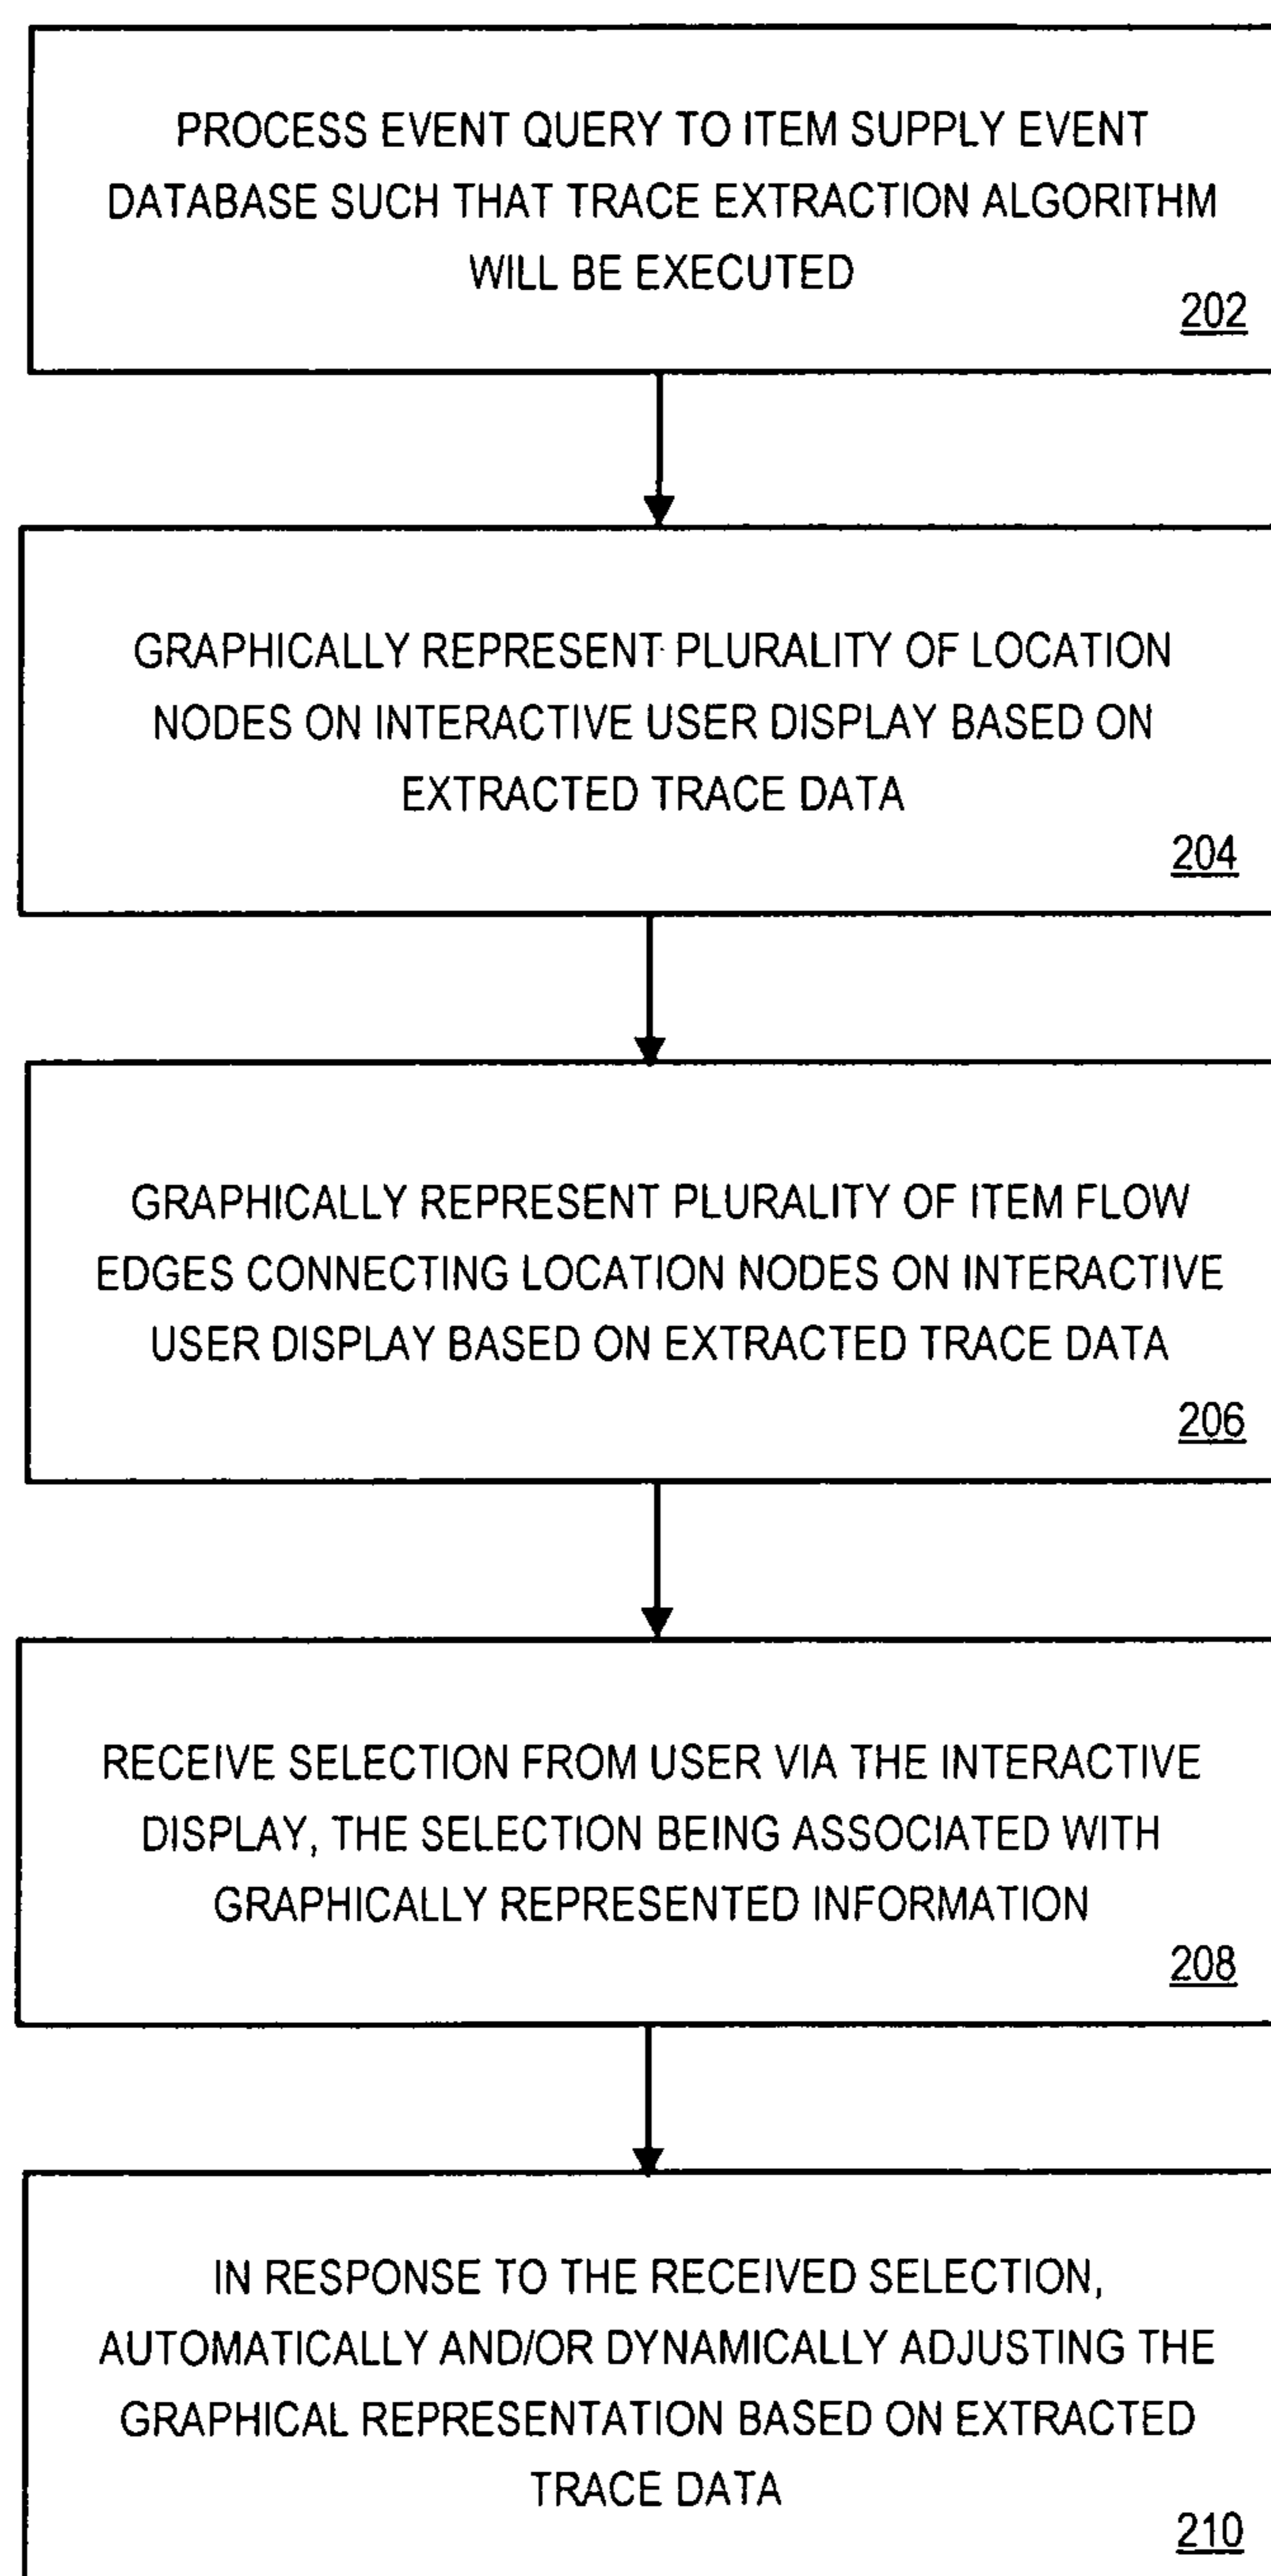 PROCESS EVENT QUERY TO ITEM SUPPLY EVENT
DATABASE SUCH THAT TRACE EXTRACTION ALGORITHM
WILL BE EXECUTED
202
GRAPHICALLY REPRESENT PLURALITY OF LOCATION
NODES ON INTERACTIVE USER DISPLAY BASED ON
EXTRACTED TRACE DATA
204
GRAPHICALLY REPRESENT PLURALITY OF ITEM FLOW
EDGES CONNECTING LOCATION NODES ON INTERACTIVE
USER DISPLAY BASED ON EXTRACTED TRACE DATA
206
RECEIVE SELECTION FROM USER VIA THE INTERACTIVE
DISPLAY, THE SELECTION BEING ASSOCIATED WITH
GRAPHICALLY REPRESENTED INFORMATION
208
IN RESPONSE TO THE RECEIVED SELECTION,
AUTOMATICALLY AND/OR DYNAMICALLY ADJUSTING THE
GRAPHICAL REPRESENTATION BASED ON EXTRACTED
TRACE DATA
210